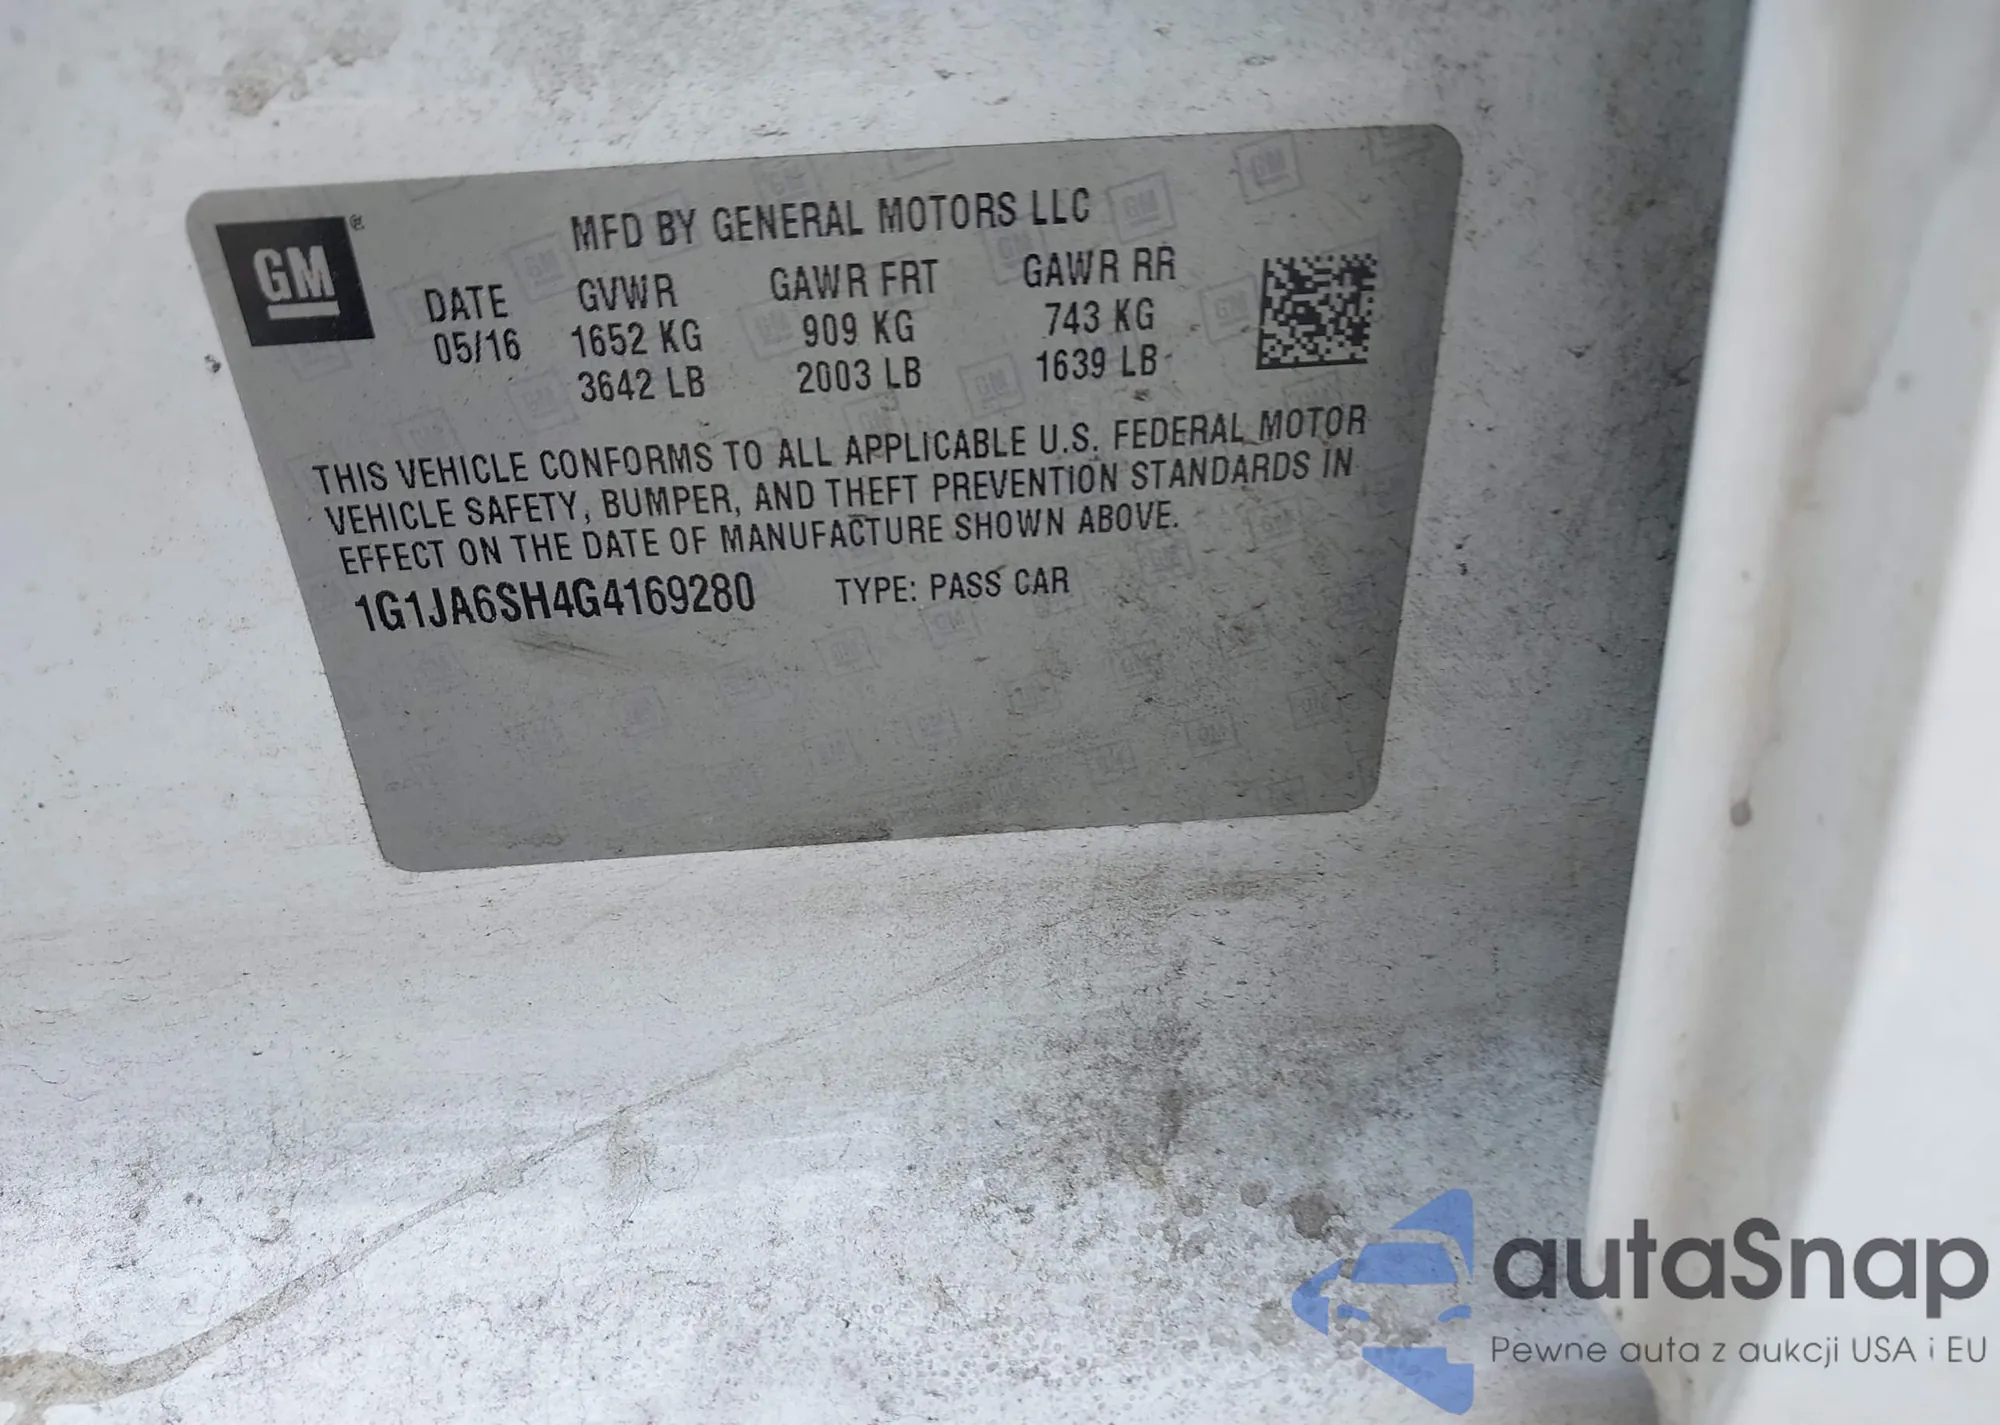 GM®
MFD BY GENERAL MOTORS LLC
DATE GVWR GAWR FRT GAWR RR
05/16 1652 KG 909 KG 743 KG
3642 LB 2003 LB 1639 LB
THIS VEHICLE CONFORMS TO ALL APPLICABLE U.S. FEDERAL MOTOR
VEHICLE SAFETY, BUMPER, AND THEFT PREVENTION STANDARDS IN
EFFECT ON THE DATE OF MANUFACTURE SHOWN ABOVE.
1G1JA6SH4G4169280 TYPE: PASS CAR
autaSnap
Pewne auta z aukcji USA i EU